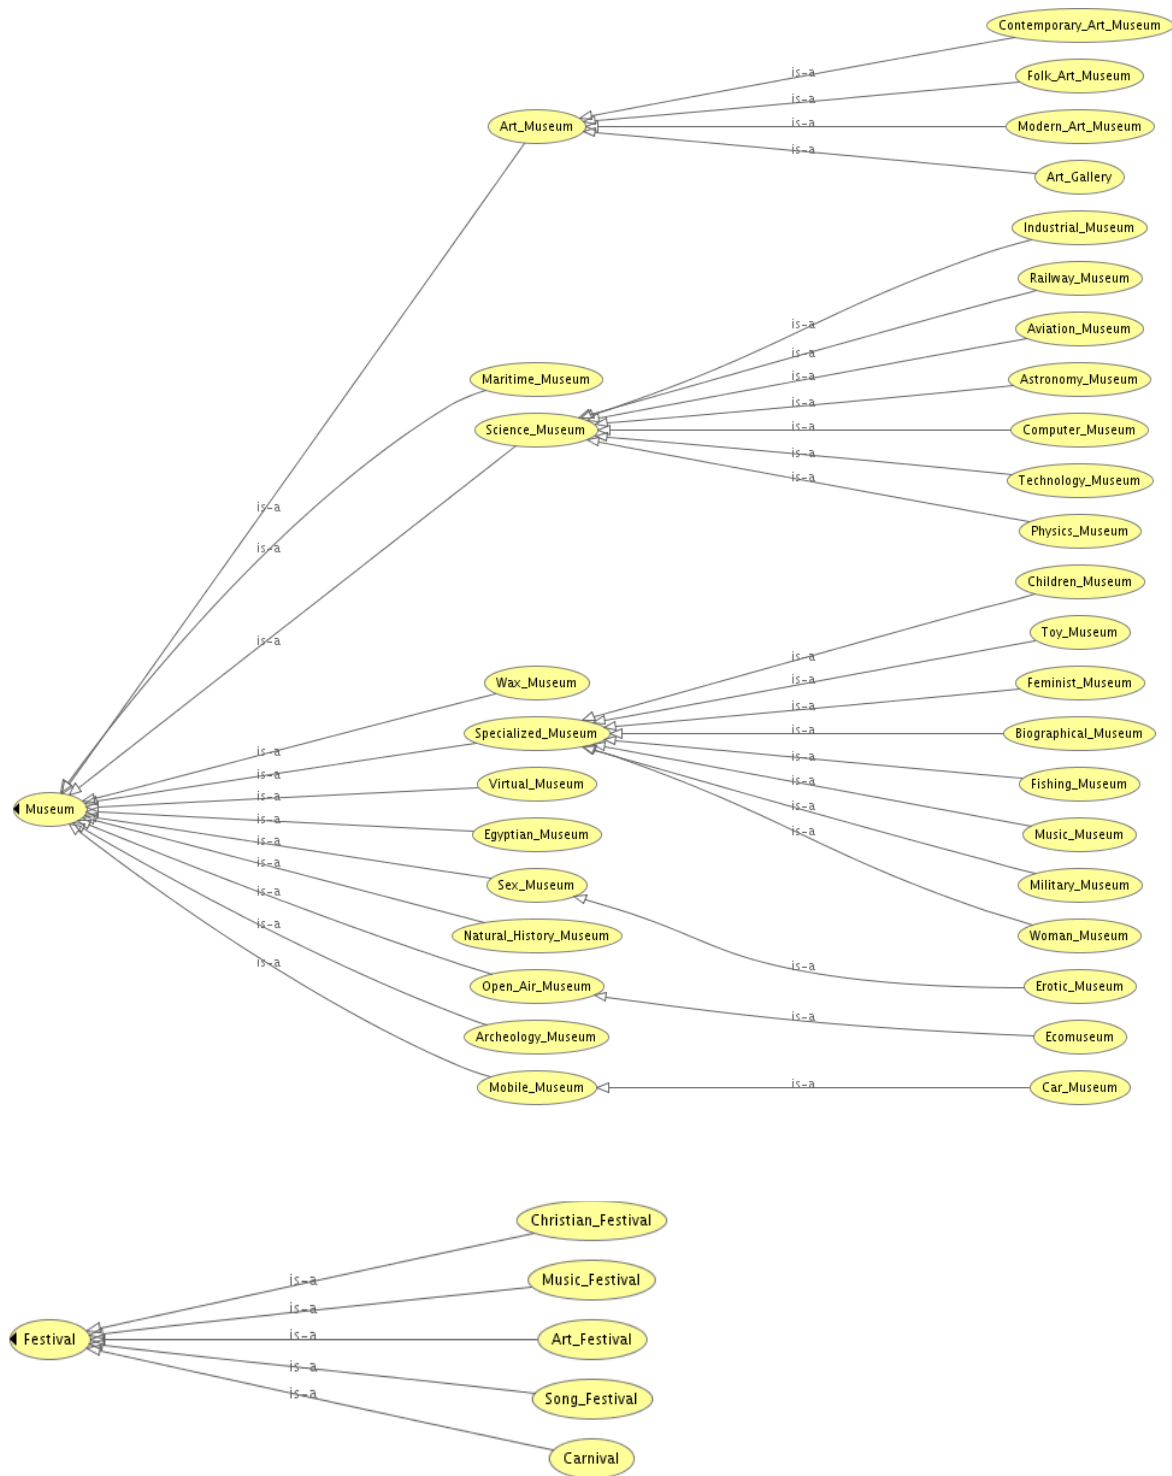 Contemporary_Art_Museum
is-a
Folk_Art_Museum
is-a
Art_Museum
is-a
Modern_Art_Museum
is-a
Art_Gallery
Industrial_Museum
Railway_Museum
is-a
Aviation_Museum
is-a
Maritime_Museum
is-a
Astronomy_Museum
is-a
Science_Museum
is-a
Computer_Museum
is-a
Technology_Museum
is-a
is-a
Physics_Museum
is-a
Children_Museum
Toy_Museum
is-a
is-a
Wax_Museum
is-a
Feminist_Museum
is-a
Specialized_Museum
is-a
Biographical_Museum
is-a
is-a
Virtual_Museum
is-a
Fishing_Museum
is-a
Museum
is-a
is-a
Egyptian_Museum
is-a
Music_Museum
is-a
is-a
Sex_Museum
Military_Museum
is-a
is-a
Natural_History_Museum
Woman_Museum
is-a
is-a
Open_Air_Museum
Erotic_Museum
is-a
Archeology_Museum
Ecomuseum
Mobile_Museum
is-a
Car_Museum
Christian_Festival
is-a
Music_Festival
is-a
Festival
is-a
Art_Festival
is-a
is-a
Song_Festival
Carnival